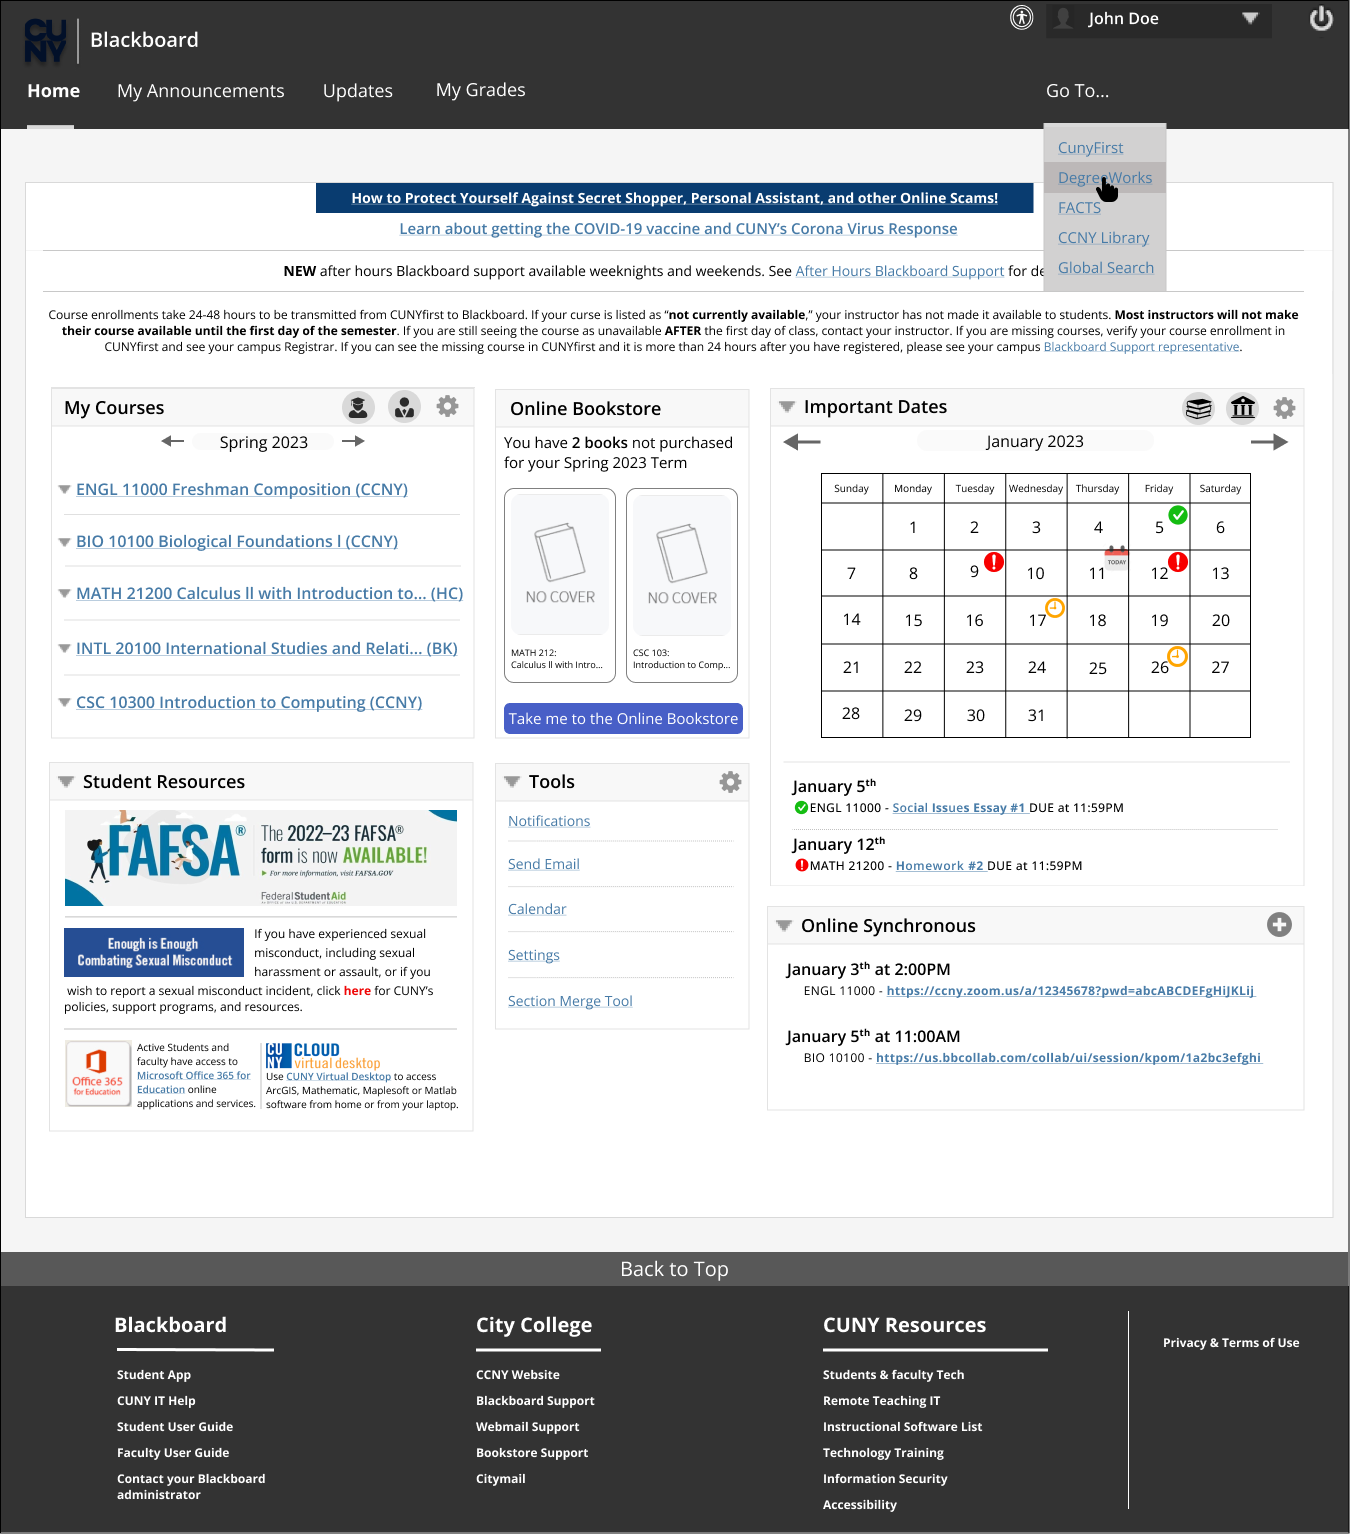 CUNY
Blackboard
John Doe
Home
My Announcements
Updates
My Grades
Go To...
CunyFirst
DegreeWorks
FACTS
CCNY Library
Global Search
How to Protect Yourself Against Secret Shopper, Personal Assistant, and other Online Scams!
Learn about getting the COVID-19 vaccine and CUNY's Corona Virus Response
NEW after hours Blackboard support available weeknights and weekends. See After Hours Blackboard Support for de
Course enrollments take 24-48 hours to be transmitted from CUNYfirst to Blackboard. If your curse is listed as “not currently available,” your instructor has not made it available to students. Most instructors will not make
their course available until the first day of the semester. If you are still seeing the course as unavailable AFTER the first day of class, contact your instructor. If you are missing courses, verify your course enrollment in
CUNYfirst and see your campus Registrar. If you can see the missing course in CUNYfirst and it is more than 24 hours after you have registered, please see your campus Blackboard Support representative.
My Courses
Spring 2023
ENGL 11000 Freshman Composition (CCNY)
BIO 10100 Biological Foundations l (CCNY)
MATH 21200 Calculus ll with Introduction to... (HC)
INTL 20100 International Studies and Relati... (BK)
CSC 10300 Introduction to Computing (CCNY)
Online Bookstore
You have 2 books not purchased
for your Spring 2023 Term
NO COVER
MATH 212:
Calculus ll with Intro...
NO COVER
CSC 103:
Introduction to Comp...
Take me to the Online Bookstore
Important Dates
January 2023
Sunday Monday Tuesday Wednesday Thursday Friday Saturday
1 2 3 4 5 6
7 8 9 10 11 TODAY 12 13
14 15 16 17 18 19 20
21 22 23 24 25 26 27
28 29 30 31
January 5th
ENGL 11000 - Social Issues Essay #1 DUE at 11:59PM
January 12th
MATH 21200 - Homework #2 DUE at 11:59PM
Student Resources
FAFSA®
The 2022–23 FAFSA®
form is now AVAILABLE!
For more information, visit FAFSA.GOV
Federal Student Aid
Enough is Enough
Combating Sexual Misconduct
If you have experienced sexual
misconduct, including sexual
harassment or assault, or if you
wish to report a sexual misconduct incident, click here for CUNY's
policies, support programs, and resources.
Office 365
for Education
Active Students and
faculty have access to
Microsoft Office 365 for
Education online
applications and services.
CUNY CLOUD
virtual desktop
Use CUNY Virtual Desktop to access
ArcGIS, Mathematic, Maplesoft or Matlab
software from home or from your laptop.
Tools
Notifications
Send Email
Calendar
Settings
Section Merge Tool
Online Synchronous
January 3th at 2:00PM
ENGL 11000 - https://ccny.zoom.us/a/12345678?pwd=abcABCDEFgHiJKLij
January 5th at 11:00AM
BIO 10100 - https://us.bbcollab.com/collab/ui/session/kpom/1a2bc3efghi
Back to Top
Blackboard
Student App
CUNY IT Help
Student User Guide
Faculty User Guide
Contact your Blackboard
administrator
City College
CCNY Website
Blackboard Support
Webmail Support
Bookstore Support
Citymail
CUNY Resources
Students & faculty Tech
Remote Teaching IT
Instructional Software List
Technology Training
Information Security
Accessibility
Privacy & Terms of Use